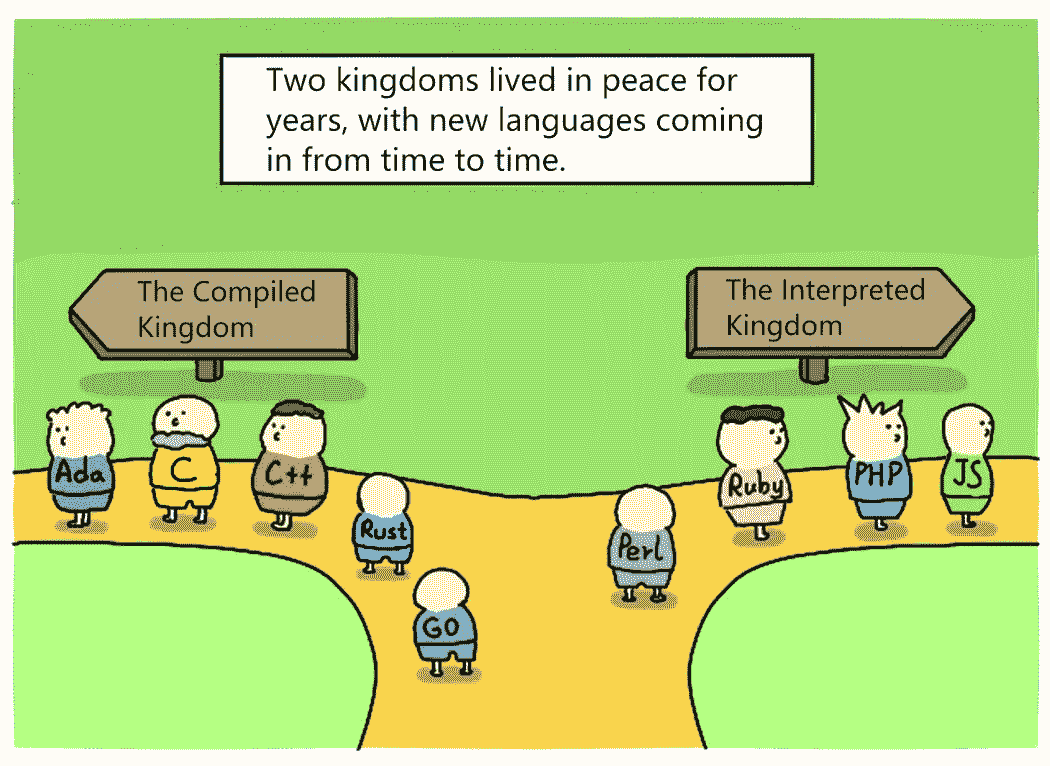 Two kingdoms lived in peace for
years, with new languages coming
in from time to time.
The Compiled
Kingdom
The Interpreted
Kingdom
Ada
C
C++
Rust
GO
Perl
Ruby
PHP
JS